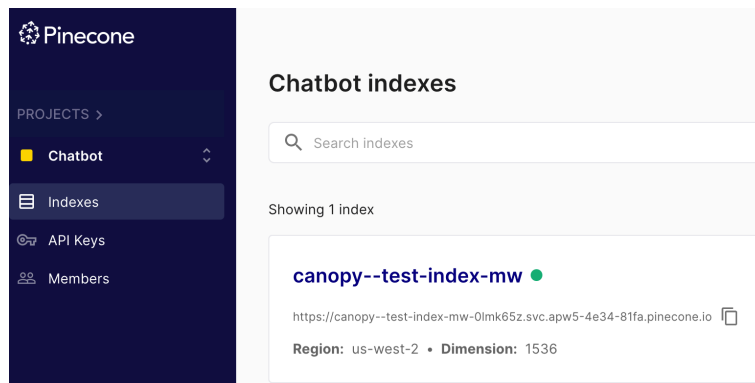 Pinecone
PROJECTS >
Chatbot
Indexes
API Keys
Members
Chatbot indexes
Search indexes
Showing 1 index
canopy--test-index-mw
https://canopy--test-index-mw-0lmk65z.svc.apw5-4e34-81fa.pinecone.io
Region: us-west-2 • Dimension: 1536